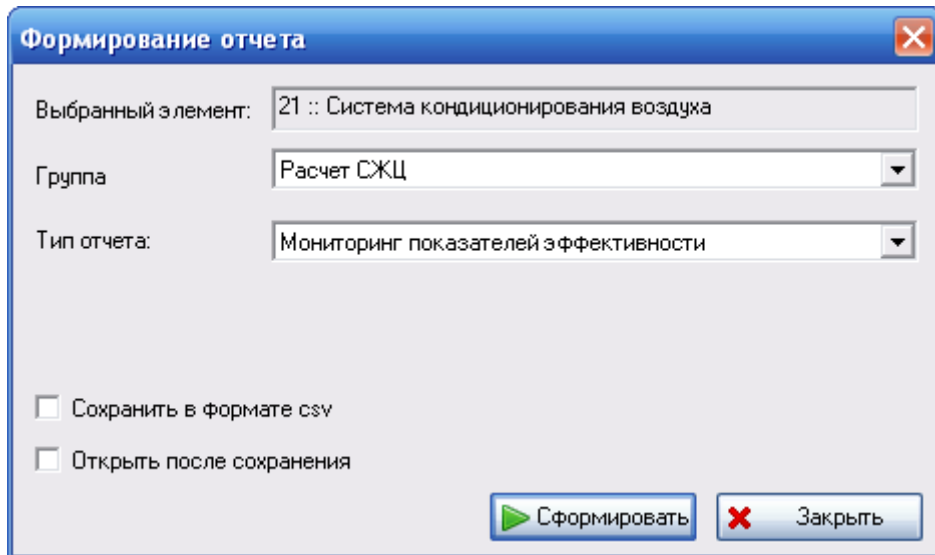 Формирование отчета
Выбранный элемент: 21 :: Система кондиционирования воздуха
Группа Расчет СЖЦ
Тип отчета: Мониторинг показателей эффективности
Сохранить в формате csv
Открыть после сохранения
Сформировать Закрыть